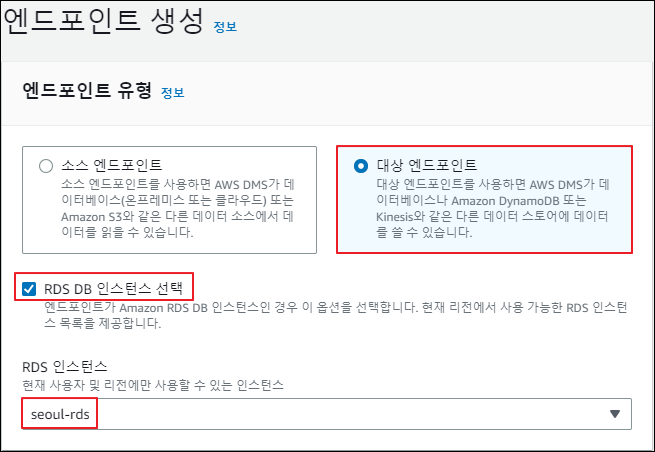 엔드포인트 생성 정보
엔드포인트 유형 정보
소스 엔드포인트
소스 엔드포인트를 사용하면 AWS DMS가 데
이터베이스(온프레미스 또는 클라우드) 또는
Amazon S3와 같은 다른 데이터 소스에서 데
이터를 읽을 수 있습니다.
대상 엔드포인트
대상 엔드포인트를 사용하면 AWS DMS가 데
이터베이스나 Amazon DynamoDB 또는
Kinesis와 같은 다른 데이터 스토어에 데이터
를 쓸 수 있습니다.
RDS DB 인스턴스 선택
엔드포인트가 Amazon RDS DB 인스턴스인 경우 이 옵션을 선택합니다. 현재 리전에서 사용 가능한 RDS 인스턴
스 목록을 제공합니다.
RDS 인스턴스
현재 사용자 및 리전에만 사용할 수 있는 인스턴스
seoul-rds